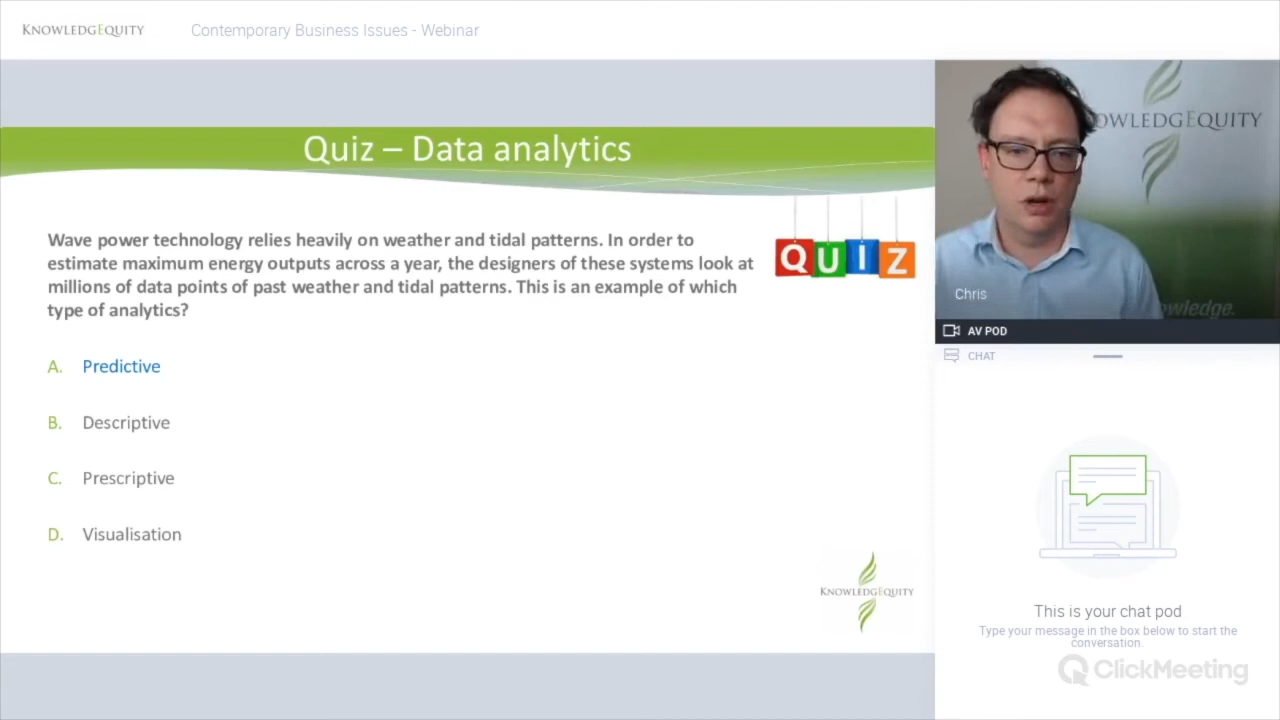 KNOWLEDGEQUITY
Contemporary Business Issues - Webinar
Quiz – Data analytics
Wave power technology relies heavily on weather and tidal patterns. In order to
estimate maximum energy outputs across a year, the designers of these systems look at
millions of data points of past weather and tidal patterns. This is an example of which
type of analytics?
QUIZ
A. Predictive
B. Descriptive
C. Prescriptive
D. Visualisation
KNOWLEDGEQUITY
OWLEDGEQUITY
Chris
owledge.
AV POD
CHAT
This is your chat pod
Type your message in the box below to start the
conversation.
ClickMeeting